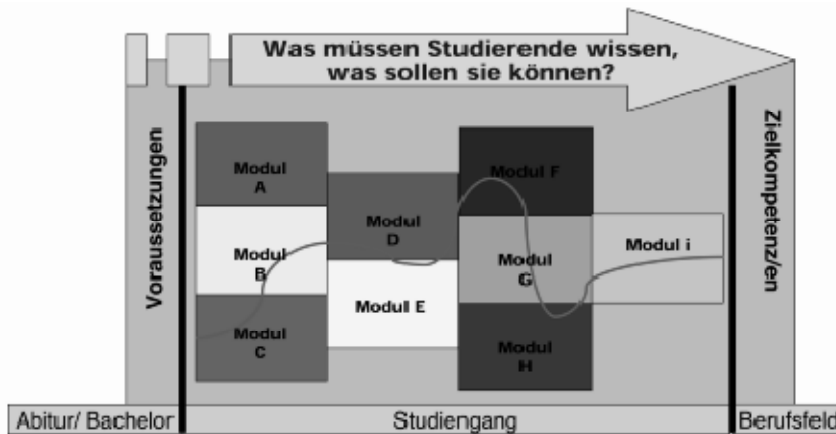 Was müssen Studierende wissen,
was sollen sie können?
Voraussetzungen
Modul
A
Modul
B
Modul
C
Modul
D
Modul E
Modul F
Modul
G
Modul
H
Modul i
Zielkompetenz/en
Abitur/ Bachelor
Studiengang
Berufsfeld